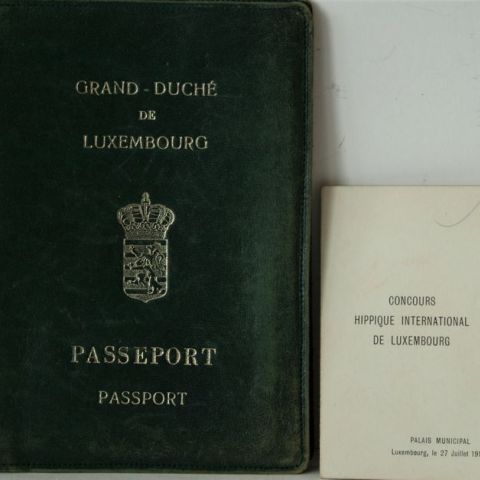 GRAND-DUCHÉ
DE
LUXEMBOURG
PASSEPORT
PASSPORT
CONCOURS
HIPPIQUE INTERNATIONAL
DE LUXEMBOURG
PALAIS MUNICIPAL
Luxembourg, le 27 Juillet